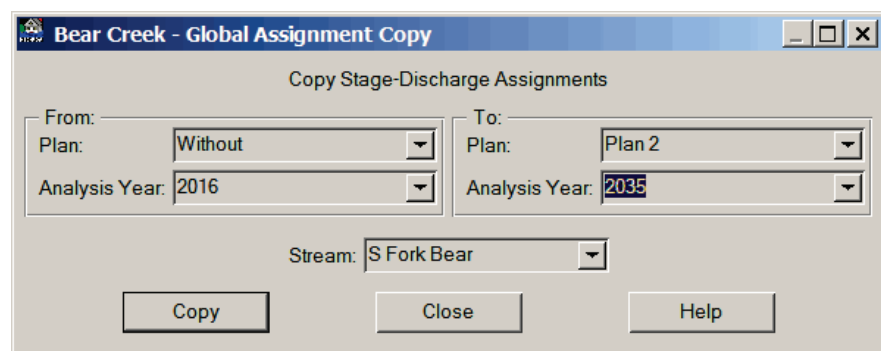 Bear Creek - Global Assignment Copy
Copy Stage-Discharge Assignments
From:
Plan: Without
Analysis Year: 2016
To:
Plan: Plan 2
Analysis Year: 2035
Stream: S Fork Bear
Copy Close Help